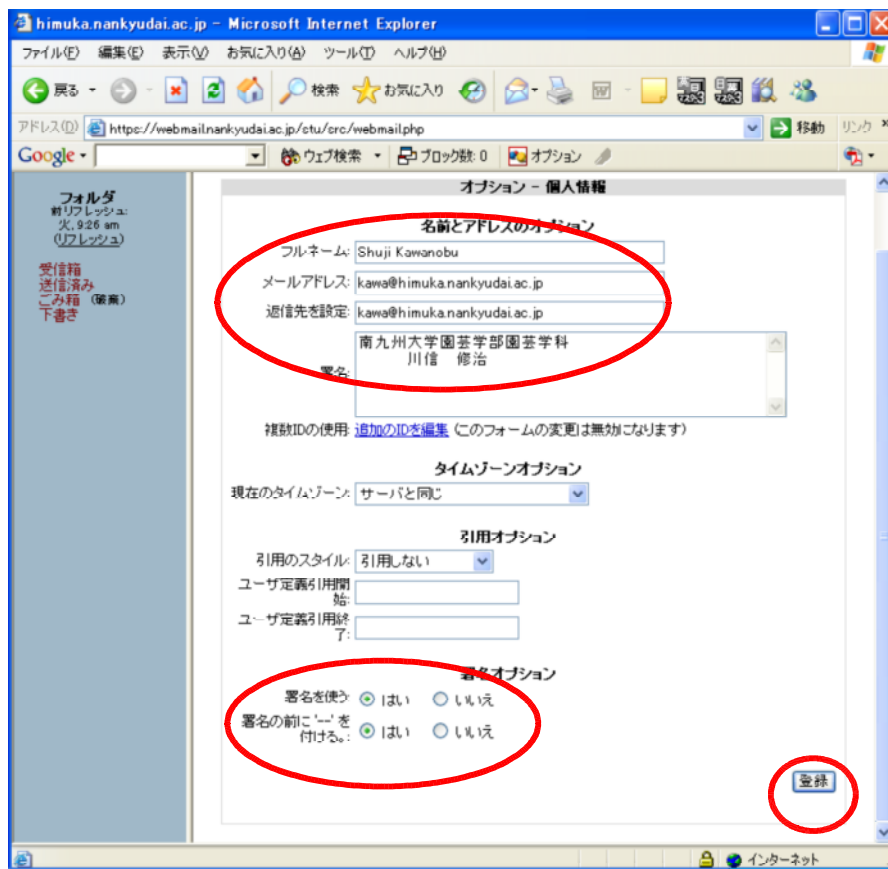 himuka.nankyudai.ac.jp - Microsoft Internet Explorer
ファイル(F) 編集(E) 表示(V) お気に入り(A) ツール(T) ヘルプ(H)
戻る 検索 お気に入り
アドレス(D) https://webmail.nankyudai.ac.jp/ctu/crc/webmail.php 移動 リンク »
Google ウェブ検索 ブロック数: 0 オプション
フォルダ
前リフレッシュ:
火, 9:26 am
(リフレッシュ)
受信箱
送信済み
ごみ箱 (破棄)
下書き
オプション - 個人情報
名前とアドレスのオプション
フルネーム: Shuji Kawanobu
メールアドレス: kawa@himuka.nankyudai.ac.jp
返信先を設定: kawa@himuka.nankyudai.ac.jp
署名: 南九州大学園芸学部園芸学科
川信 修治
複数IDの使用: 追加のIDを編集 (このフォームの変更は無効になります)
タイムゾーンオプション
現在のタイムゾーン: サーバと同じ
引用オプション
引用のスタイル: 引用しない
ユーザ定義引用開
始:
ユーザ定義引用終
了:
署名オプション
署名を使う: はい いいえ
署名の前に '--' を
付ける。: はい いいえ
登録
インターネット